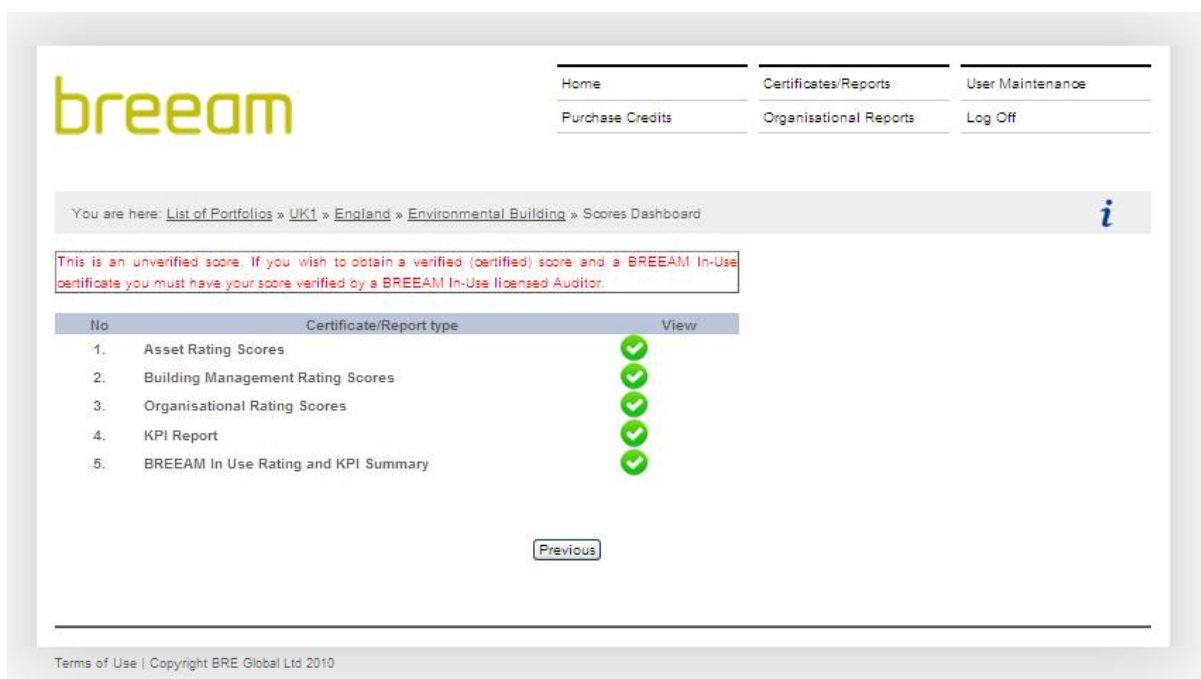 breeam
Home Certificates/Reports User Maintenance
Purchase Credits Organisational Reports Log Off
You are here: List of Portfolios » UK1 » England » Environmental Building » Scores Dashboard i
This is an unverified score. If you wish to obtain a verified (certified) score and a BREEAM In-Use
certificate you must have your score verified by a BREEAM In-Use licensed Auditor.
No Certificate/Report type View
1. Asset Rating Scores
2. Building Management Rating Scores
3. Organisational Rating Scores
4. KPI Report
5. BREEAM In Use Rating and KPI Summary
Previous
Terms of Use | Copyright BRE Global Ltd 2010